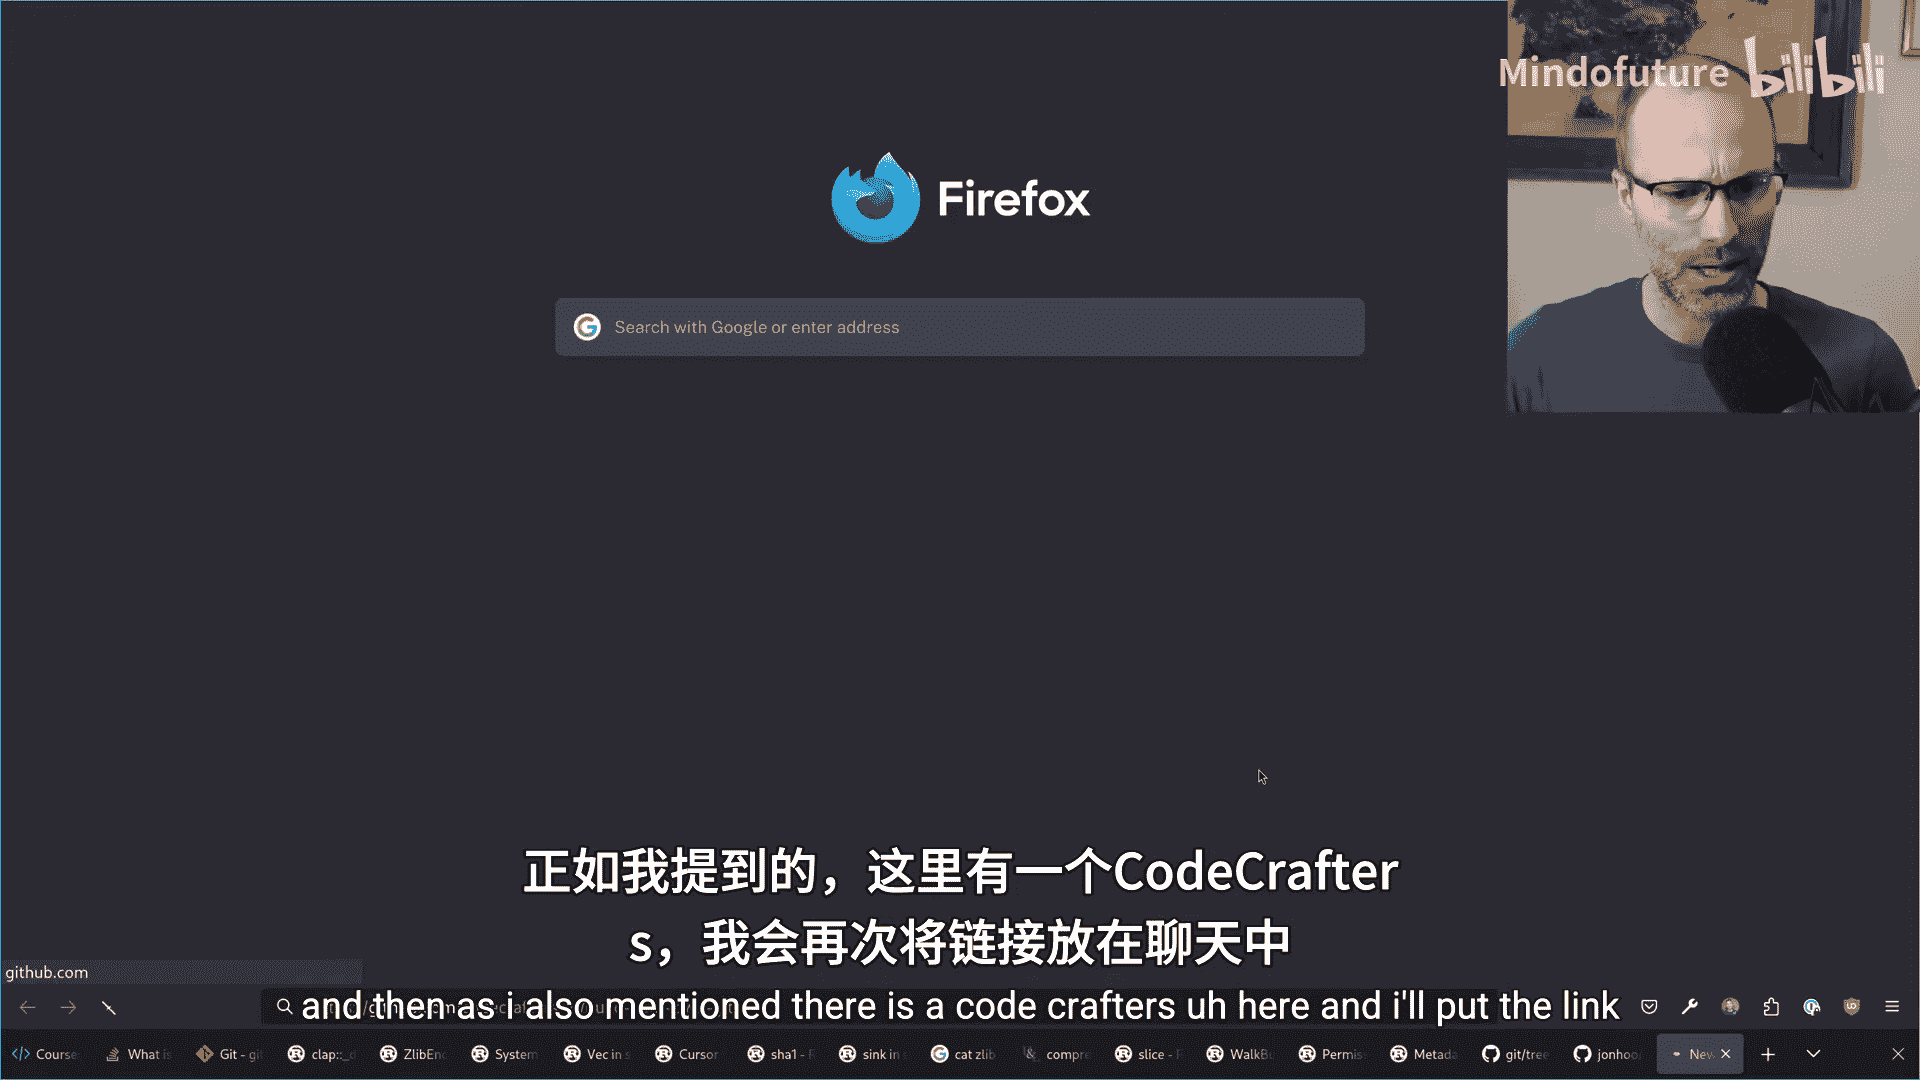 Mindofuture bilibili
Firefox
Search with Google or enter address
正如我提到的，这里有一个CodeCrafter
s，我会再次将链接放在聊天中
github.com
and then as i also mentioned there is a code crafters uh here and i'll put the link
Course What is Git - gi clap::_d ZlibEnc System Vec in s Cursor sha1 - R sink in cat zlib compre slice - R WalkBu Permis Metada git/tree jonhoo New